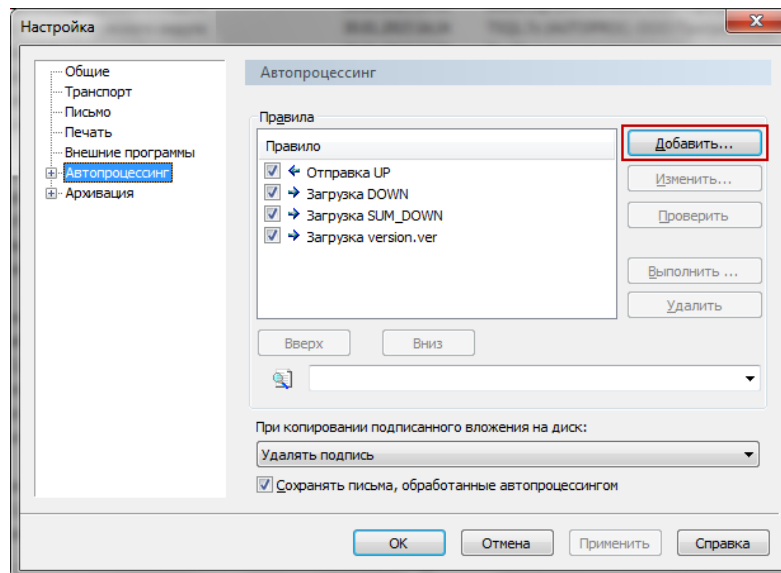 Настройка
Общие
Транспорт
Письмо
Печать
Внешние программы
Автопроцессинг
Архивация
Автопроцессинг
Правила
Правило
Отправка UP
Загрузка DOWN
Загрузка SUM_DOWN
Загрузка version.ver
Добавить...
Изменить...
Проверить
Выполнить ...
Удалить
Вверх Вниз
При копировании подписанного вложения на диск:
Удалять подпись
Сохранять письма, обработанные автопроцессингом
OK Отмена Применить Справка